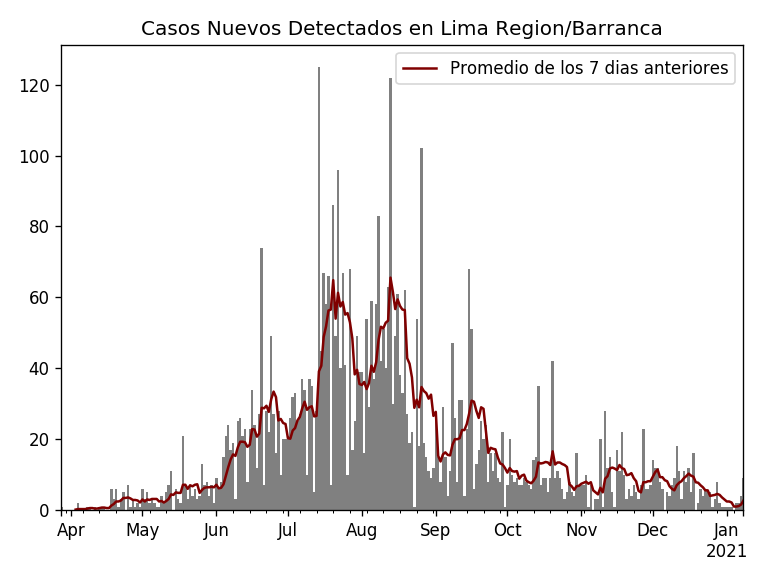 Casos Nuevos Detectados en Lima Region/Barranca
Promedio de los 7 dias anteriores
120
100
80
60
40
20
0
Apr May Jun Jul Aug Sep Oct Nov Dec Jan
2021